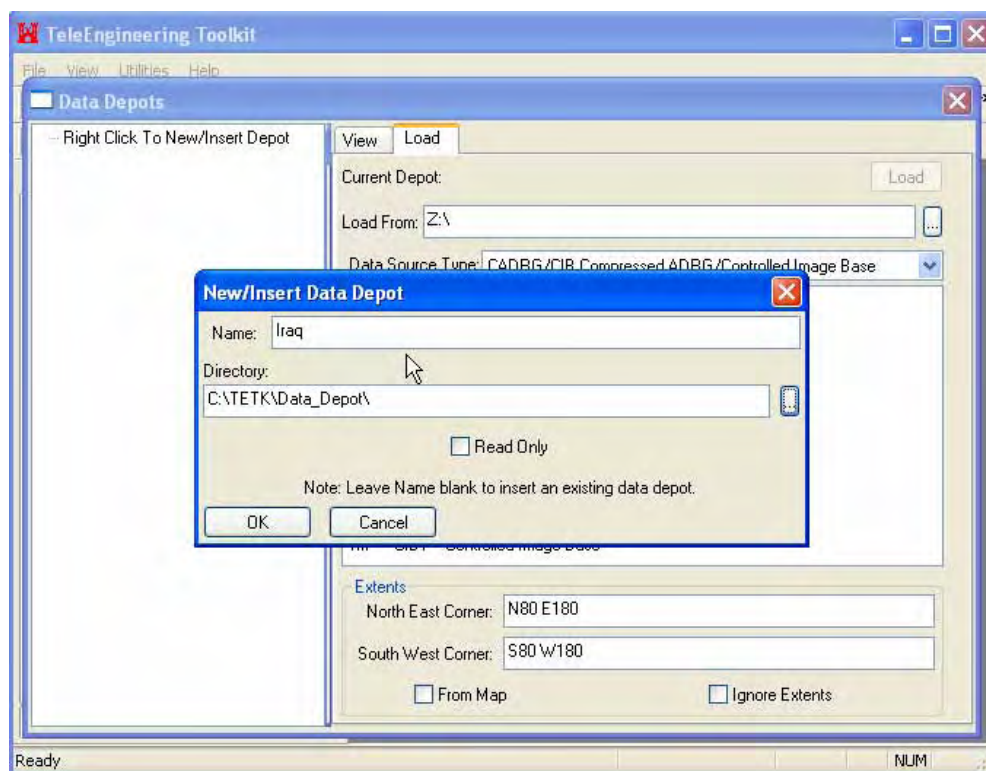 TeleEngineering Toolkit
File View Utilities Help
Data Depots
Right Click To New/Insert Depot
View Load
Current Depot:
Load
Load From: Z:\
...
Data Source Type: CADRG/CIB Compressed ADRG/Controlled Image Base
New/Insert Data Depot
Name: Iraq
Directory:
C:\TETK\Data_Depot\
...
Read Only
Note: Leave Name blank to insert an existing data depot.
OK Cancel
Controlled Image Base
Extents
North East Corner: N80 E180
South West Corner: S80 W180
From Map Ignore Extents
Ready NUM